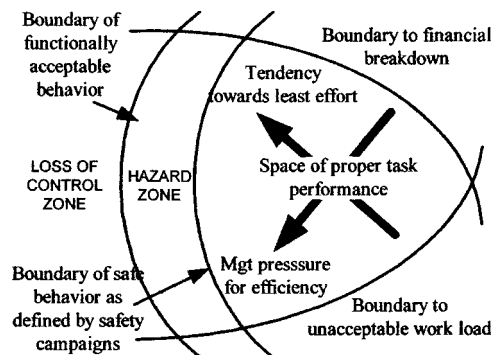 Boundary of
functionally
acceptable
behavior
Boundary to financial
breakdown
Tendency
towards least effort
LOSS OF
CONTROL
ZONE
HAZARD
ZONE
Space of proper task
performance
Boundary of safe
behavior as
defined by safety
campaigns
Mgt presssure
for efficiency
Boundary to
unacceptable work load